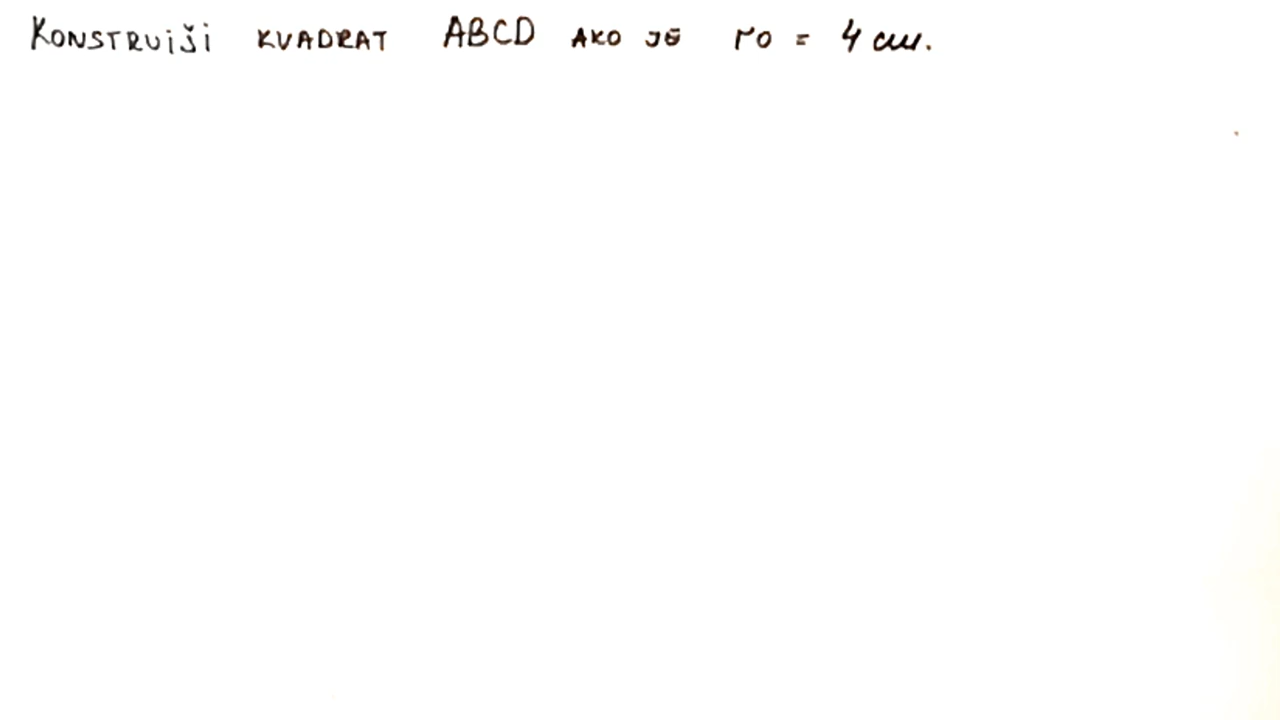 KONSTRUIŠI KVADRAT ABCD AKO JE ro = 4 cm.